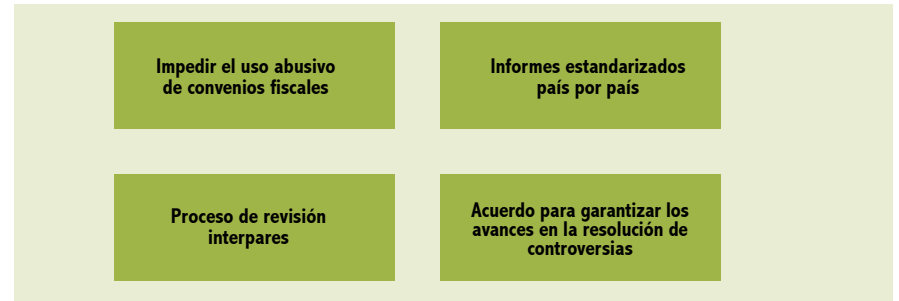 Impedir el uso abusivo
de convenios fiscales
Informes estandarizados
país por país
Proceso de revisión
interpares
Acuerdo para garantizar los
avances en la resolución de
controversias